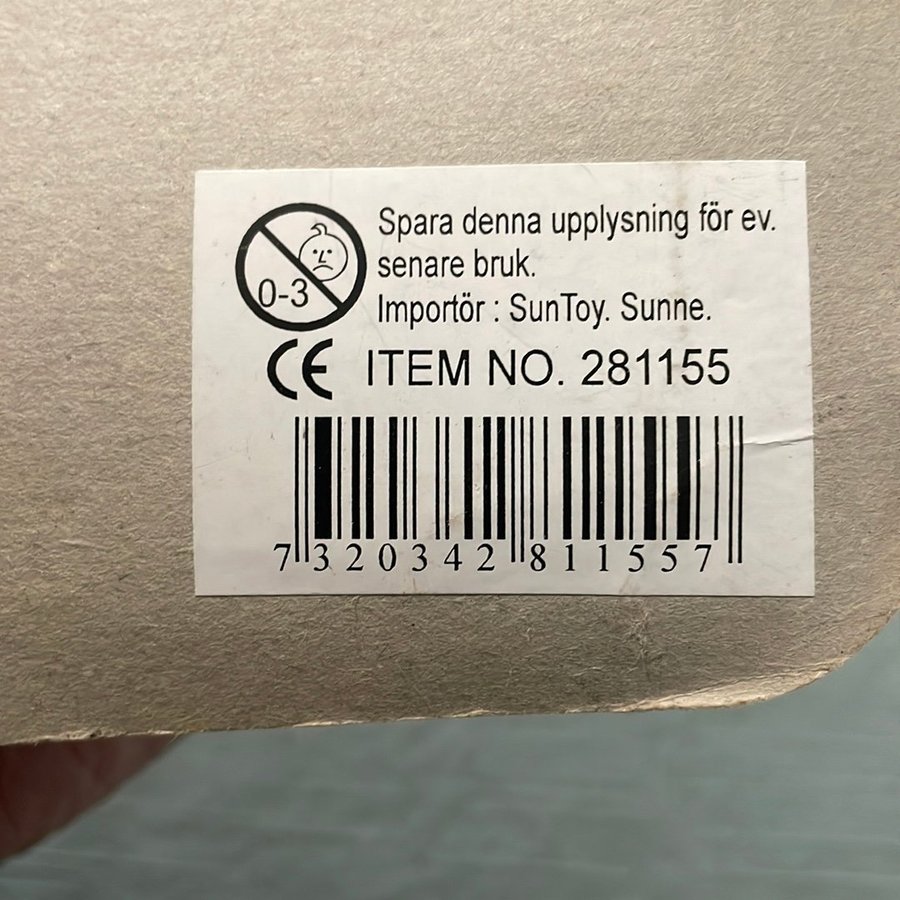 0-3
Spara denna upplysning för ev.
senare bruk.
Importör : SunToy. Sunne.
CE ITEM NO. 281155
7 320342 811557